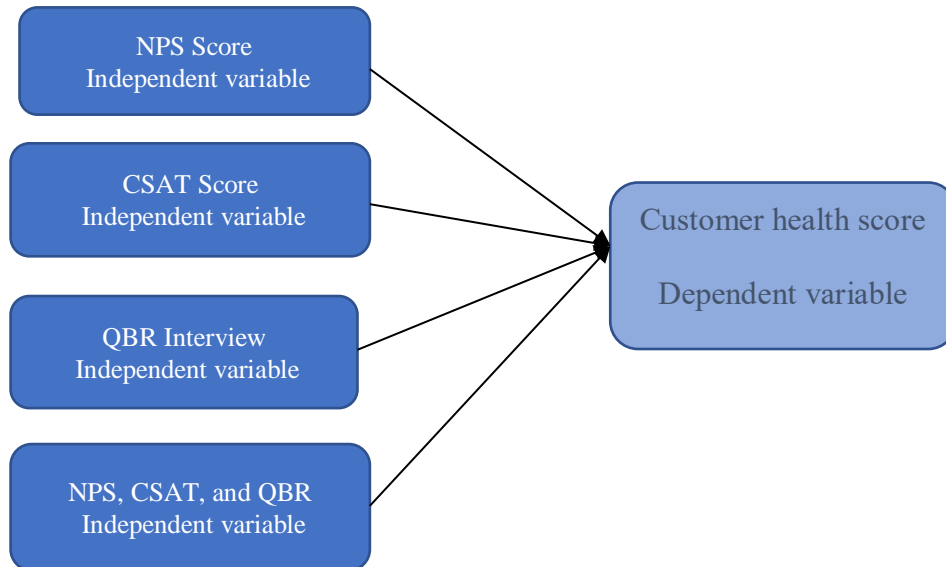 NPS Score
Independent variable
CSAT Score
Independent variable
QBR Interview
Independent variable
NPS, CSAT, and QBR
Independent variable
Customer health score
Dependent variable